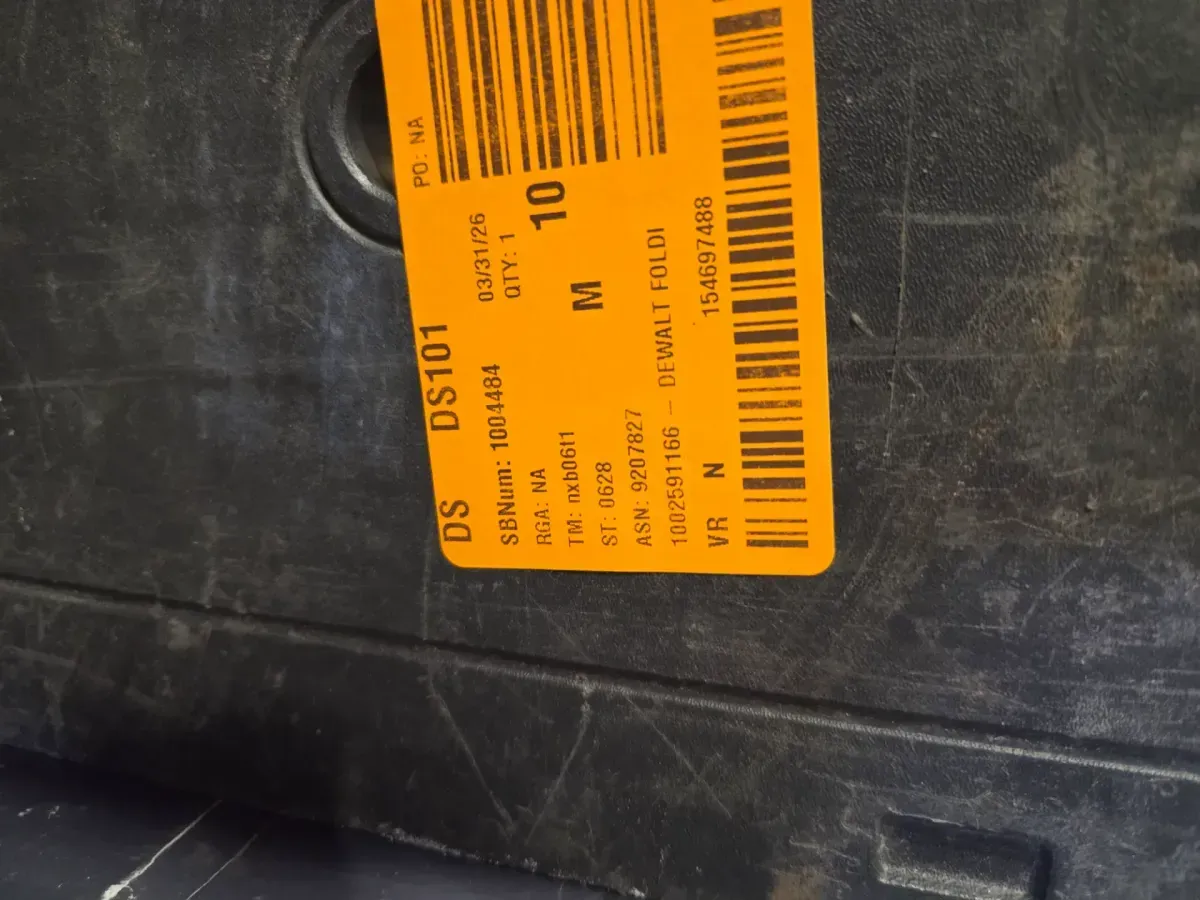 PO: NA
DS DS101
SBNum: 1004484 03/31/26
RGA: NA QTY: 1
TM: nxb06t1 10
ST: 0628 M
ASN: 9207827
1002591166 - DEWALT FOLDI
VR N 154697488